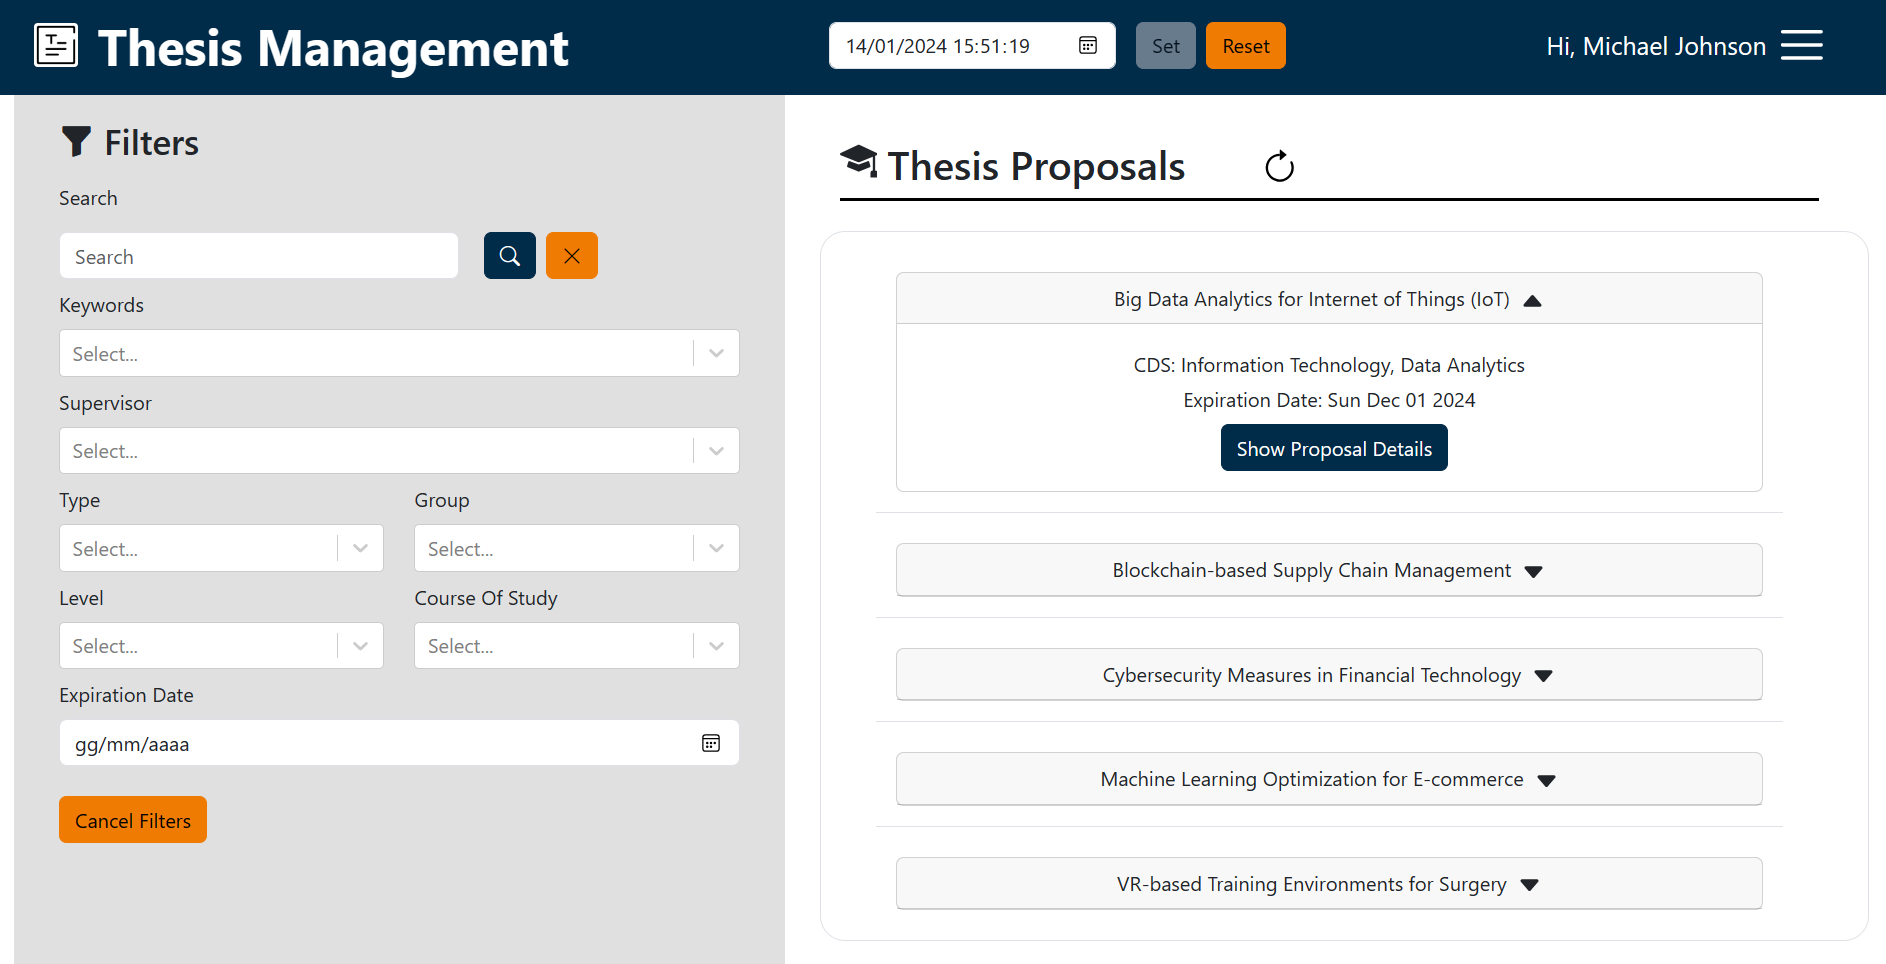 Thesis Management
14/01/2024 15:51:19
Set
Reset
Hi, Michael Johnson
Filters
Search
Search
Keywords
Select...
Supervisor
Select...
Type
Group
Select...
Select...
Level
Course Of Study
Select...
Select...
Expiration Date
gg/mm/aaaa
Cancel Filters
Thesis Proposals
Big Data Analytics for Internet of Things (IoT)
CDS: Information Technology, Data Analytics
Expiration Date: Sun Dec 01 2024
Show Proposal Details
Blockchain-based Supply Chain Management
Cybersecurity Measures in Financial Technology
Machine Learning Optimization for E-commerce
VR-based Training Environments for Surgery